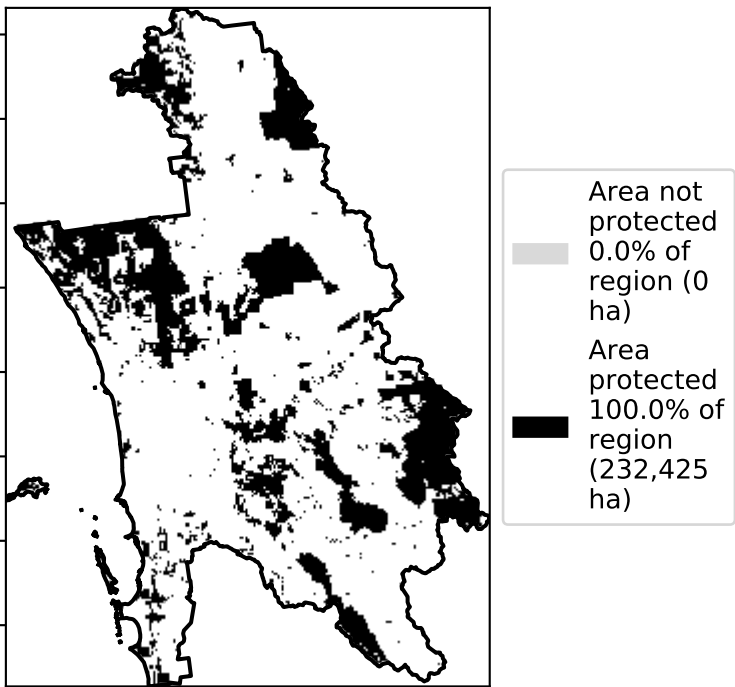 Area not
protected
0.0% of
region (0
ha)
Area
protected
100.0% of
region
(232,425
ha)